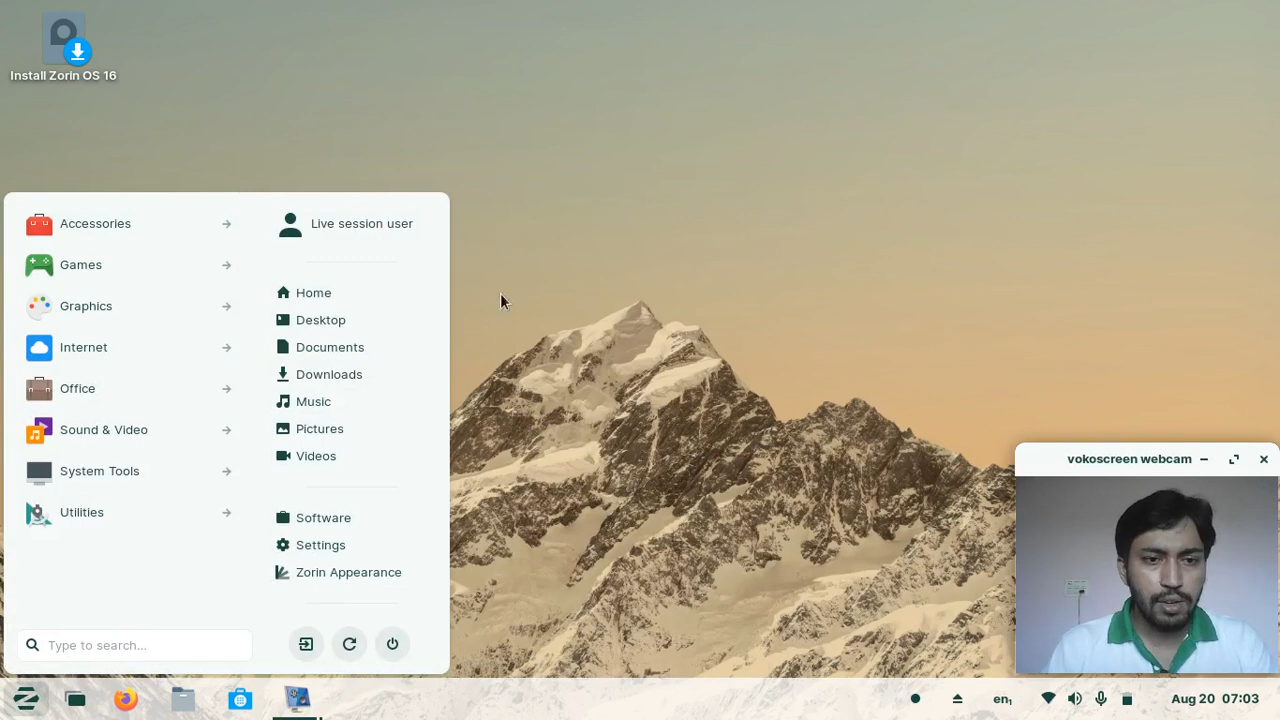 Install Zorin OS 16
Accessories
Games
Graphics
Internet
Office
Sound & Video
System Tools
Utilities
Type to search...
Live session user
Home
Desktop
Documents
Downloads
Music
Pictures
Videos
Software
Settings
Zorin Appearance
vokoscreen webcam
en₁
Aug 20 07:03